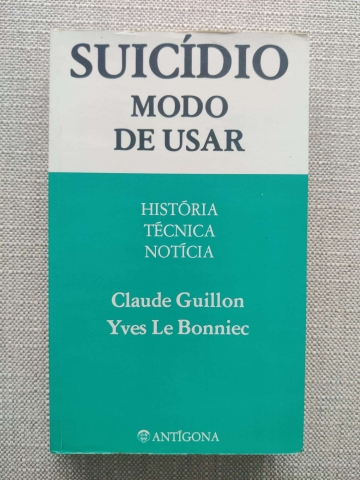 SUICÍDIO
MODO
DE USAR
HISTÓRIA
TÉCNICA
NOTÍCIA
Claude Guillon
Yves Le Bonniec
ANTÍGONA